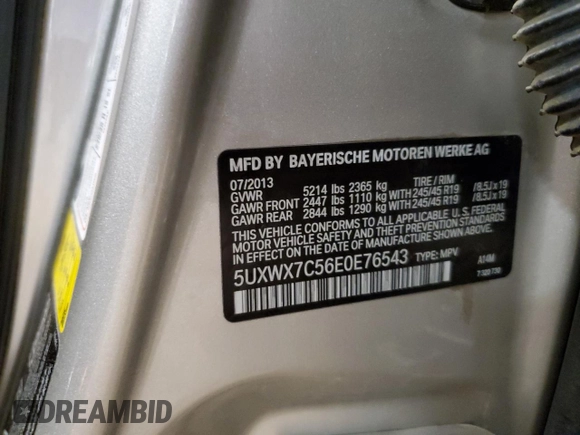 MFD BY BAYERISCHE MOTOREN WERKE AG
07/2013 TIRE / RIM
GVWR 5214 lbs 2365 kg
GAWR FRONT 2447 lbs 1110 kg WITH 245/45 R19 / 8.5J x 19
GAWR REAR 2844 lbs 1290 kg WITH 245/45 R19 / 8.5J x 19
THIS VEHICLE CONFORMS TO ALL APPLICABLE U.S. FEDERAL
MOTOR VEHICLE SAFETY, BUMPER, AND THEFT PREVENTION
STANDARDS IN EFFECT ON THE DATE OF MANUFACTURE SHOWN ABOVE.
5UXWX7C56E0E76543 TYPE: MPV A14M
DREAMBID